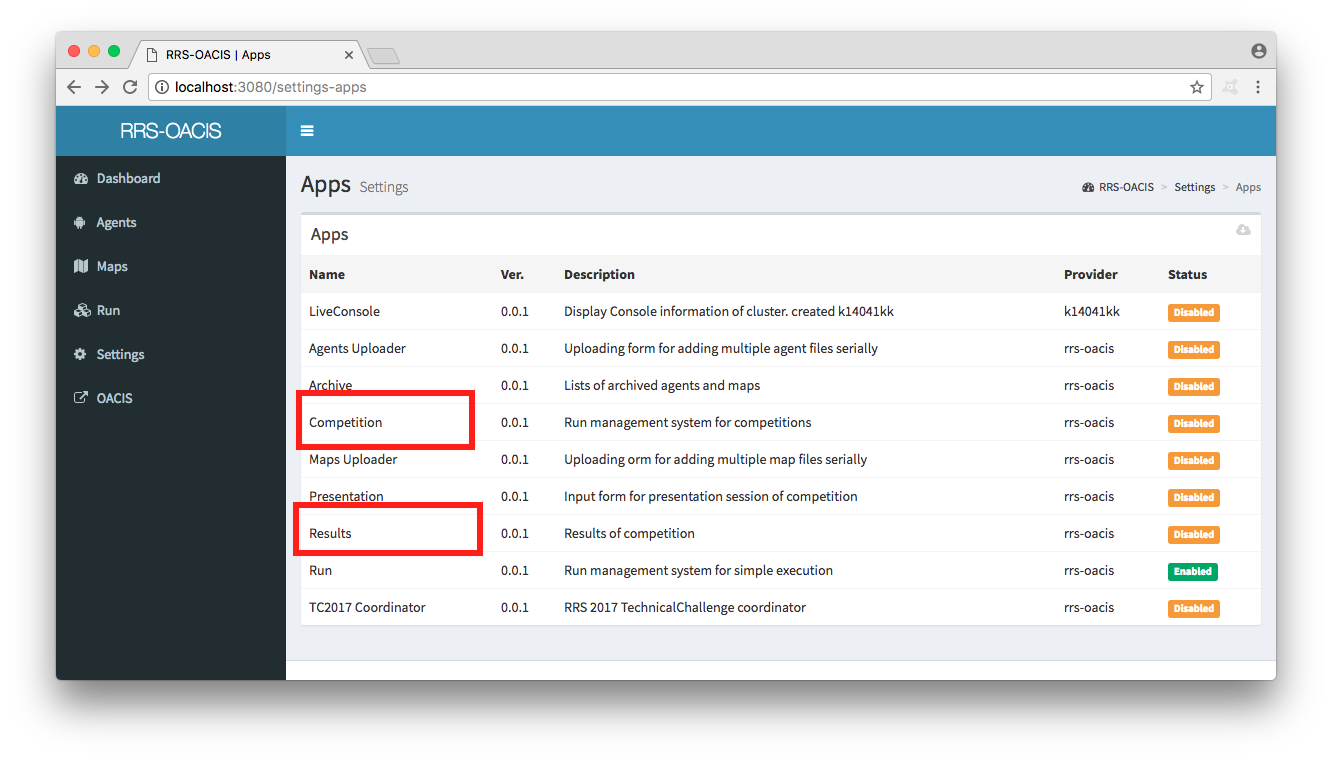 RRS-OACIS | Apps
localhost:3080/settings-apps
RRS-OACIS
Dashboard
Agents
Maps
Run
Settings
OACIS
Apps Settings
RRS-OACIS > Settings > Apps
Apps
Name Ver. Description Provider Status
LiveConsole 0.0.1 Display Console information of cluster. created k14041kk k14041kk Disabled
Agents Uploader 0.0.1 Uploading form for adding multiple agent files serially rrs-oacis Disabled
Archive 0.0.1 Lists of archived agents and maps rrs-oacis Disabled
Competition 0.0.1 Run management system for competitions rrs-oacis Disabled
Maps Uploader 0.0.1 Uploading orm for adding multiple map files serially rrs-oacis Disabled
Presentation 0.0.1 Input form for presentation session of competition rrs-oacis Disabled
Results 0.0.1 Results of competition rrs-oacis Disabled
Run 0.0.1 Run management system for simple execution rrs-oacis Enabled
TC2017 Coordinator 0.0.1 RRS 2017 TechnicalChallenge coordinator rrs-oacis Disabled